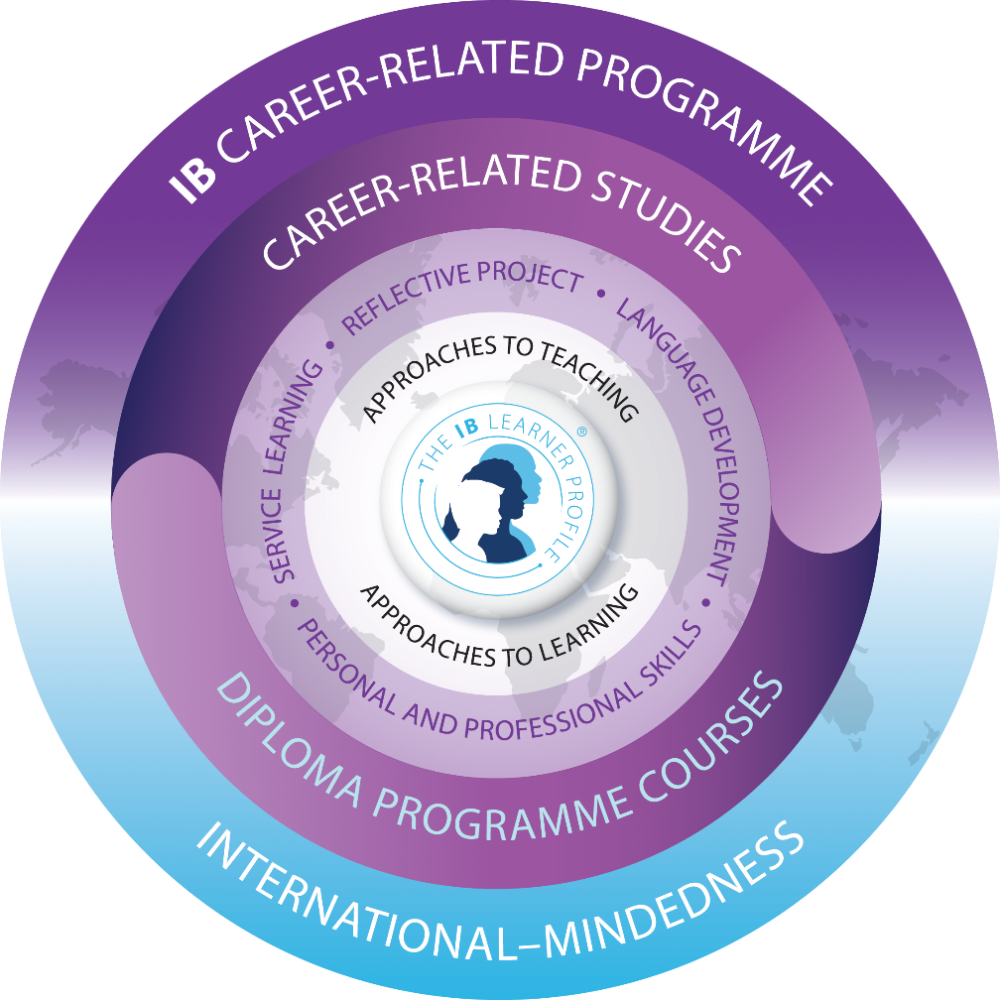 IB CAREER-RELATED PROGRAMME
CAREER-RELATED STUDIES
SERVICE LEARNING • REFLECTIVE PROJECT • LANGUAGE DEVELOPMENT • PERSONAL AND PROFESSIONAL SKILLS •
APPROACHES TO TEACHING
• THE IB LEARNER PROFILE • ®
APPROACHES TO LEARNING
DIPLOMA PROGRAMME COURSES
INTERNATIONAL–MINDEDNESS